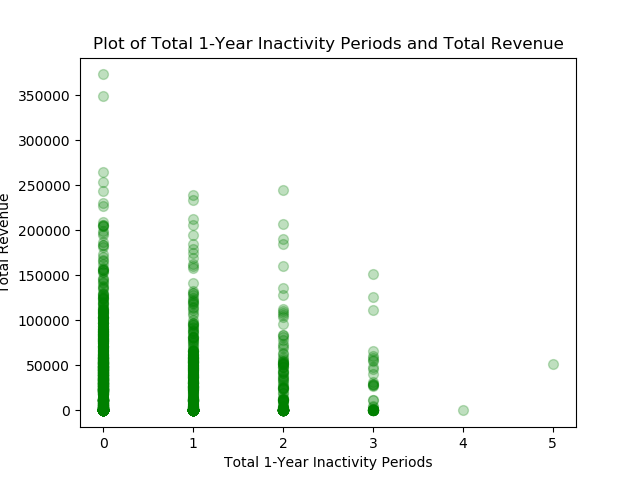 Plot of Total 1-Year Inactivity Periods and Total Revenue
350000
300000
250000
200000
150000
100000
50000
0
Total Revenue
0 1 2 3 4 5
Total 1-Year Inactivity Periods